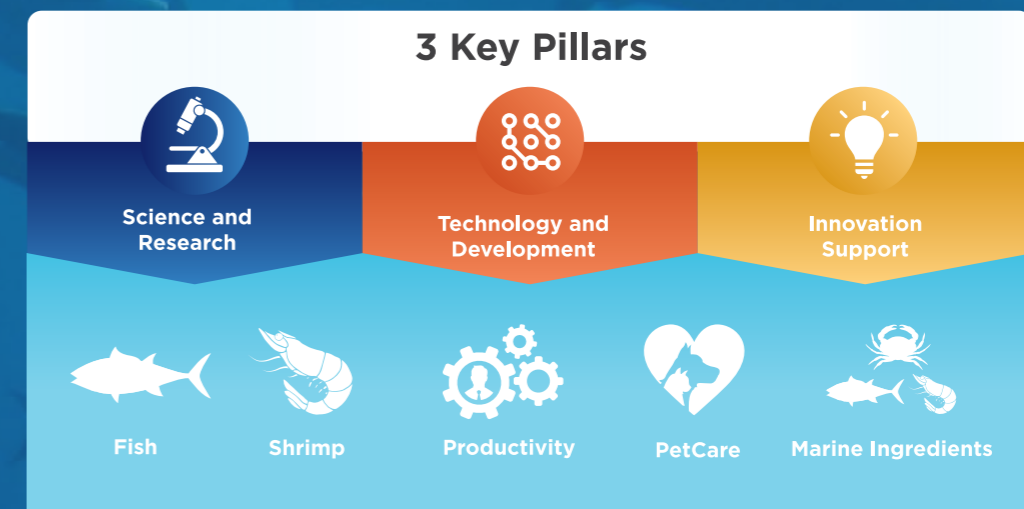 3 Key Pillars
Science and
Research
Technology and
Development
Innovation
Support
Fish
Shrimp
Productivity
PetCare
Marine Ingredients